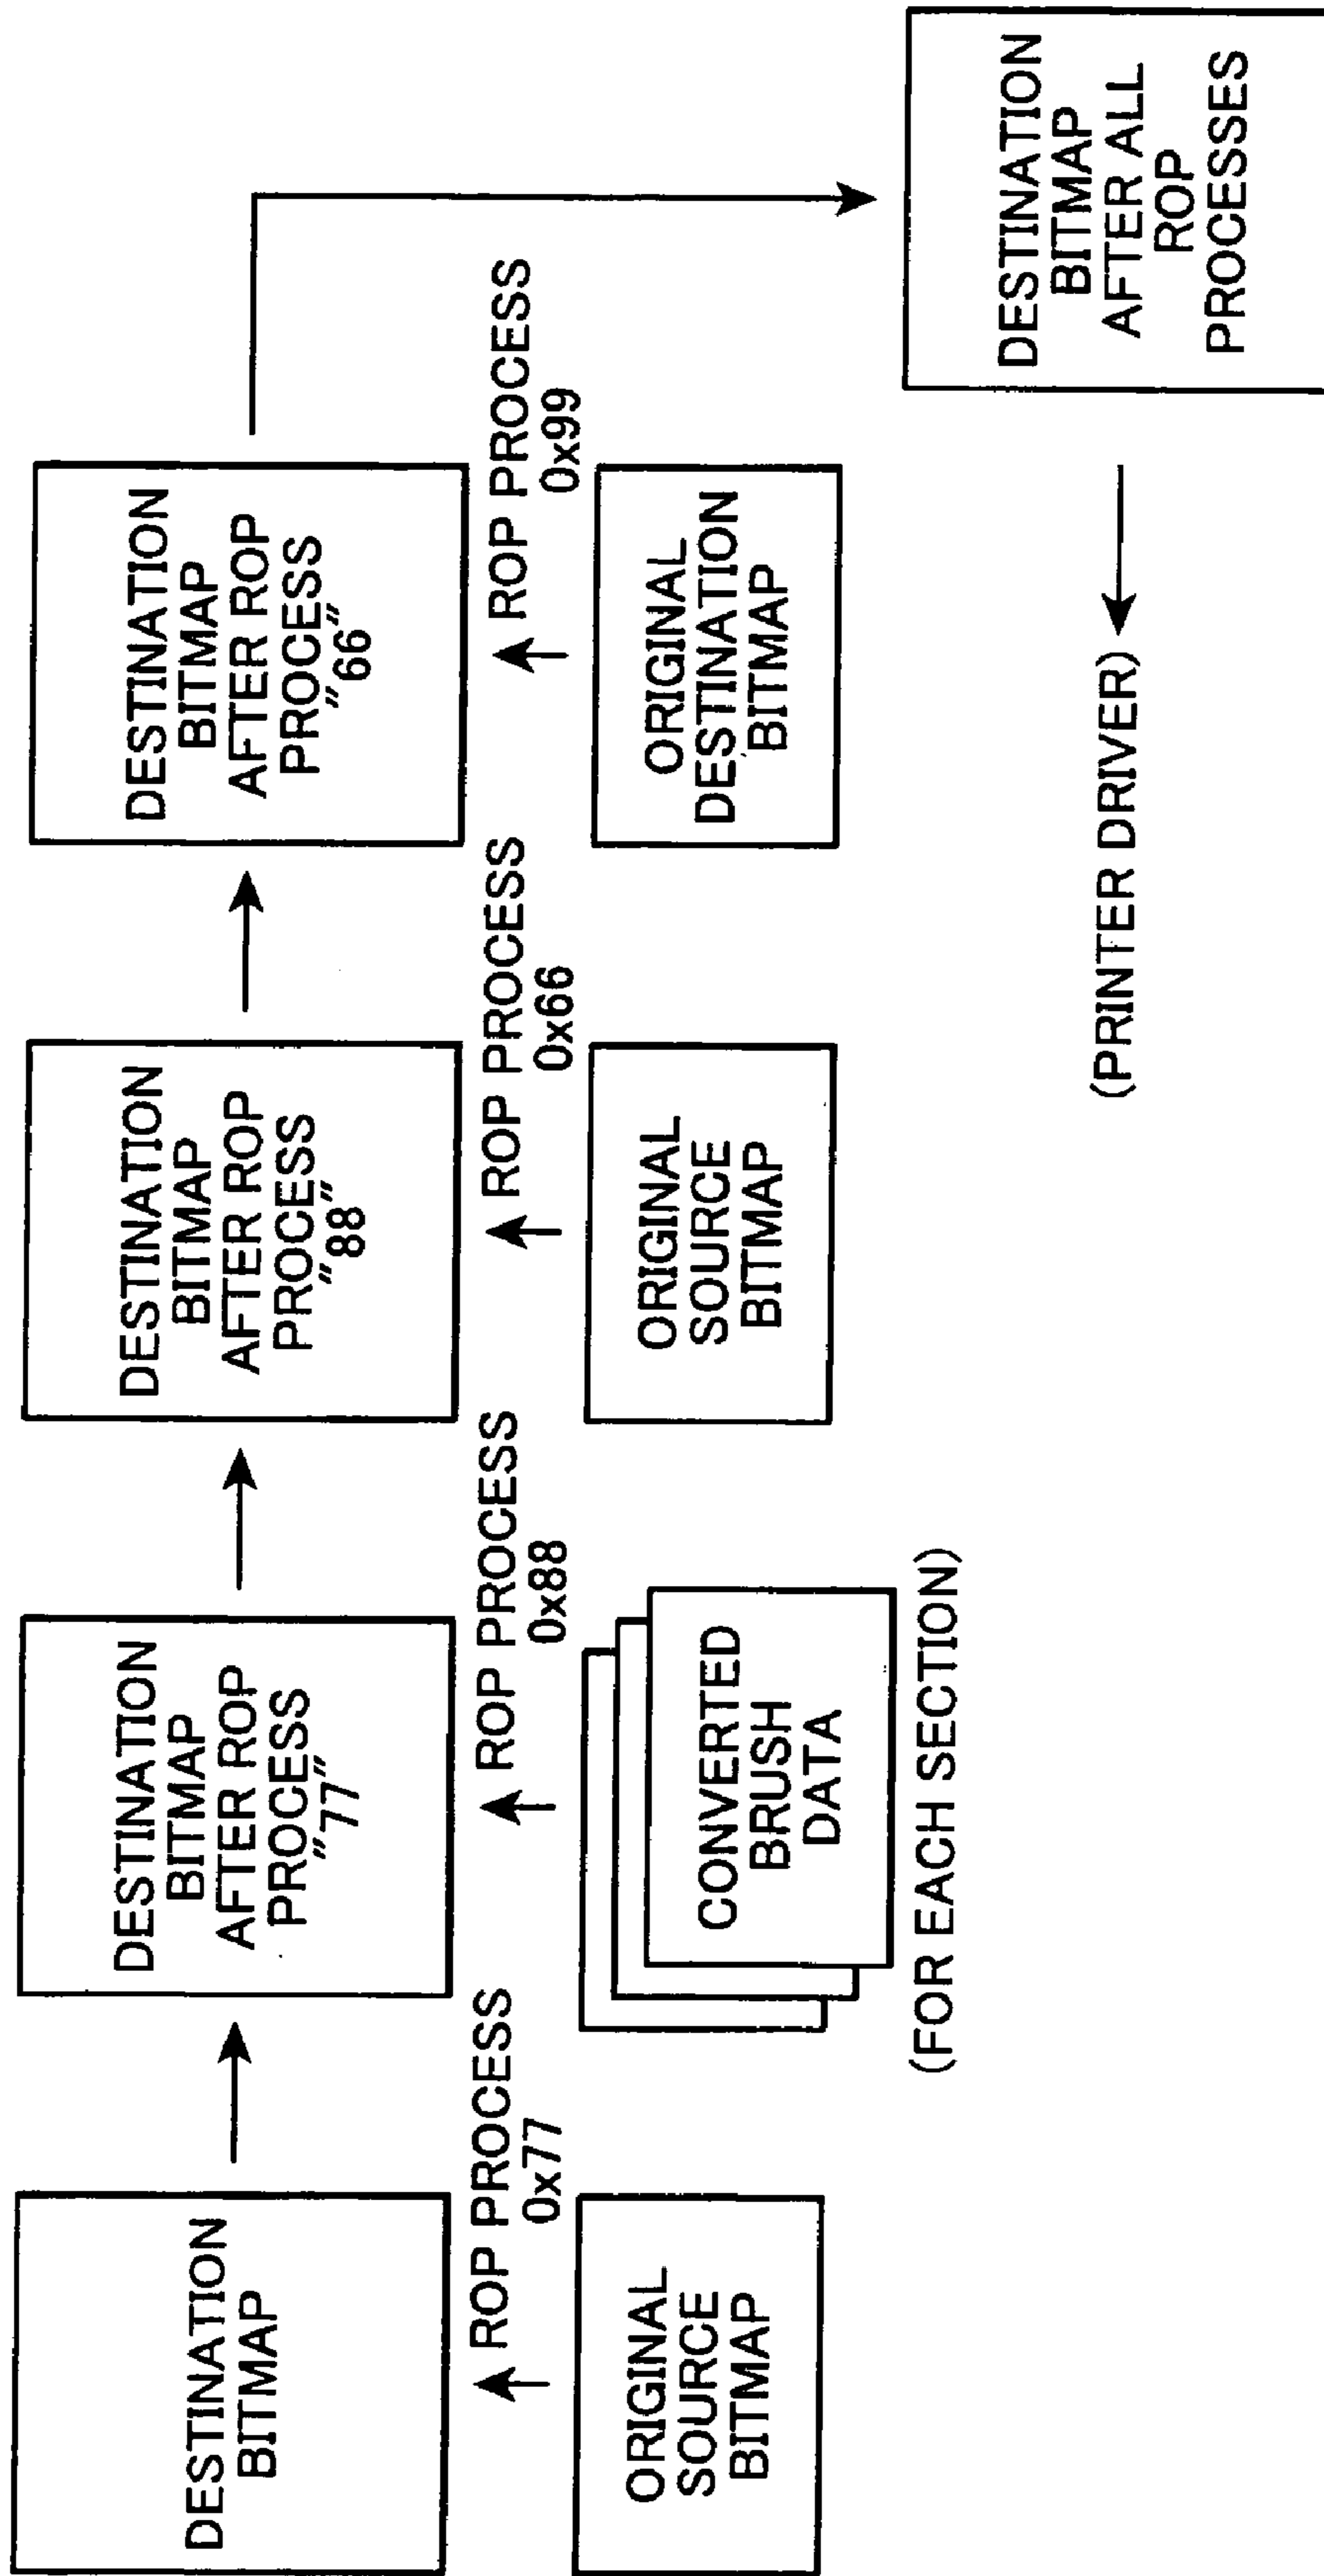 DESTINATION
BITMAP
ROP PROCESS
0x77
ORIGINAL
SOURCE
BITMAP
DESTINATION
BITMAP
AFTER ROP
PROCESS
"77"
ROP PROCESS
0x88
CONVERTED
BRUSH
DATA
(FOR EACH SECTION)
DESTINATION
BITMAP
AFTER ROP
PROCESS
"88"
ROP PROCESS
0x66
ORIGINAL
SOURCE
BITMAP
DESTINATION
BITMAP
AFTER ROP
PROCESS
"66"
ROP PROCESS
0x99
ORIGINAL
DESTINATION
BITMAP
DESTINATION
BITMAP
AFTER ALL
ROP
PROCESSES
(PRINTER DRIVER)